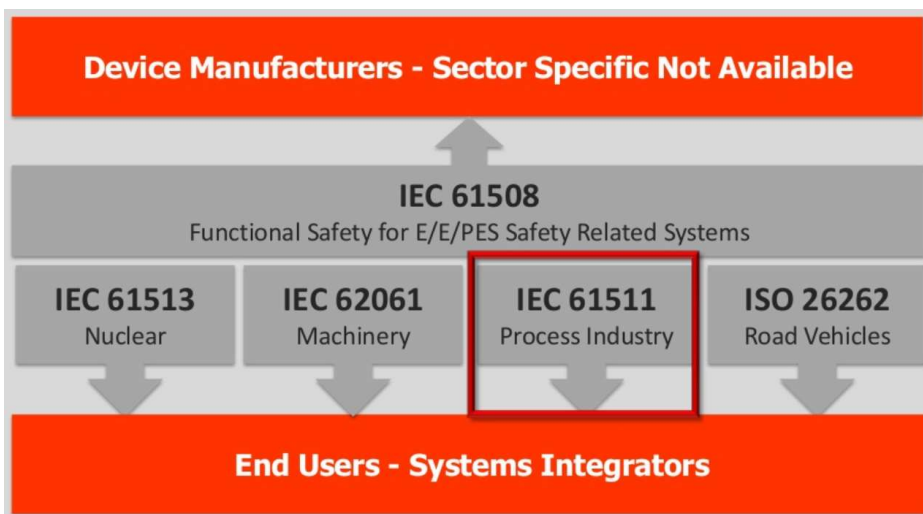 Device Manufacturers - Sector Specific Not Available
IEC 61508
Functional Safety for E/E/PES Safety Related Systems
IEC 61513
Nuclear
IEC 62061
Machinery
IEC 61511
Process Industry
ISO 26262
Road Vehicles
End Users - Systems Integrators